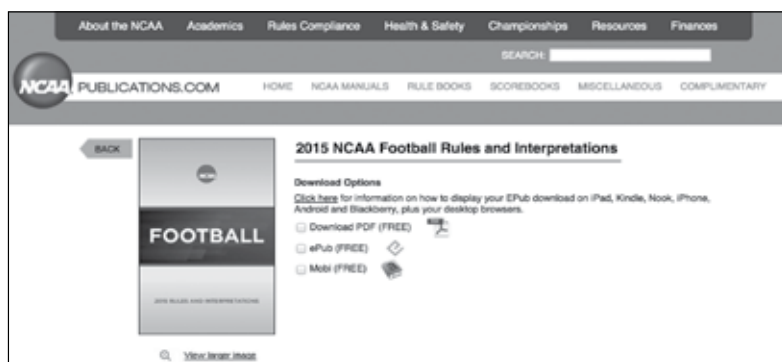 About the NCAA Academics Rules Compliance Health & Safety Championships Resources Finances
SEARCH:
NCAA PUBLICATIONS.COM HOME NCAA MANUALS RULE BOOKS SCOREBOOKS MISCELLANEOUS COMPLIMENTARY
BACK
2015 NCAA Football Rules and Interpretations
Download Options
Click here for information on how to display your EPub download on iPad, Kindle, Nook, iPhone,
Android and Blackberry, plus your desktop browsers.
Download PDF (FREE)
ePub (FREE)
Mobi (FREE)
FOOTBALL
2015 RULES AND INTERPRETATIONS
View larger image